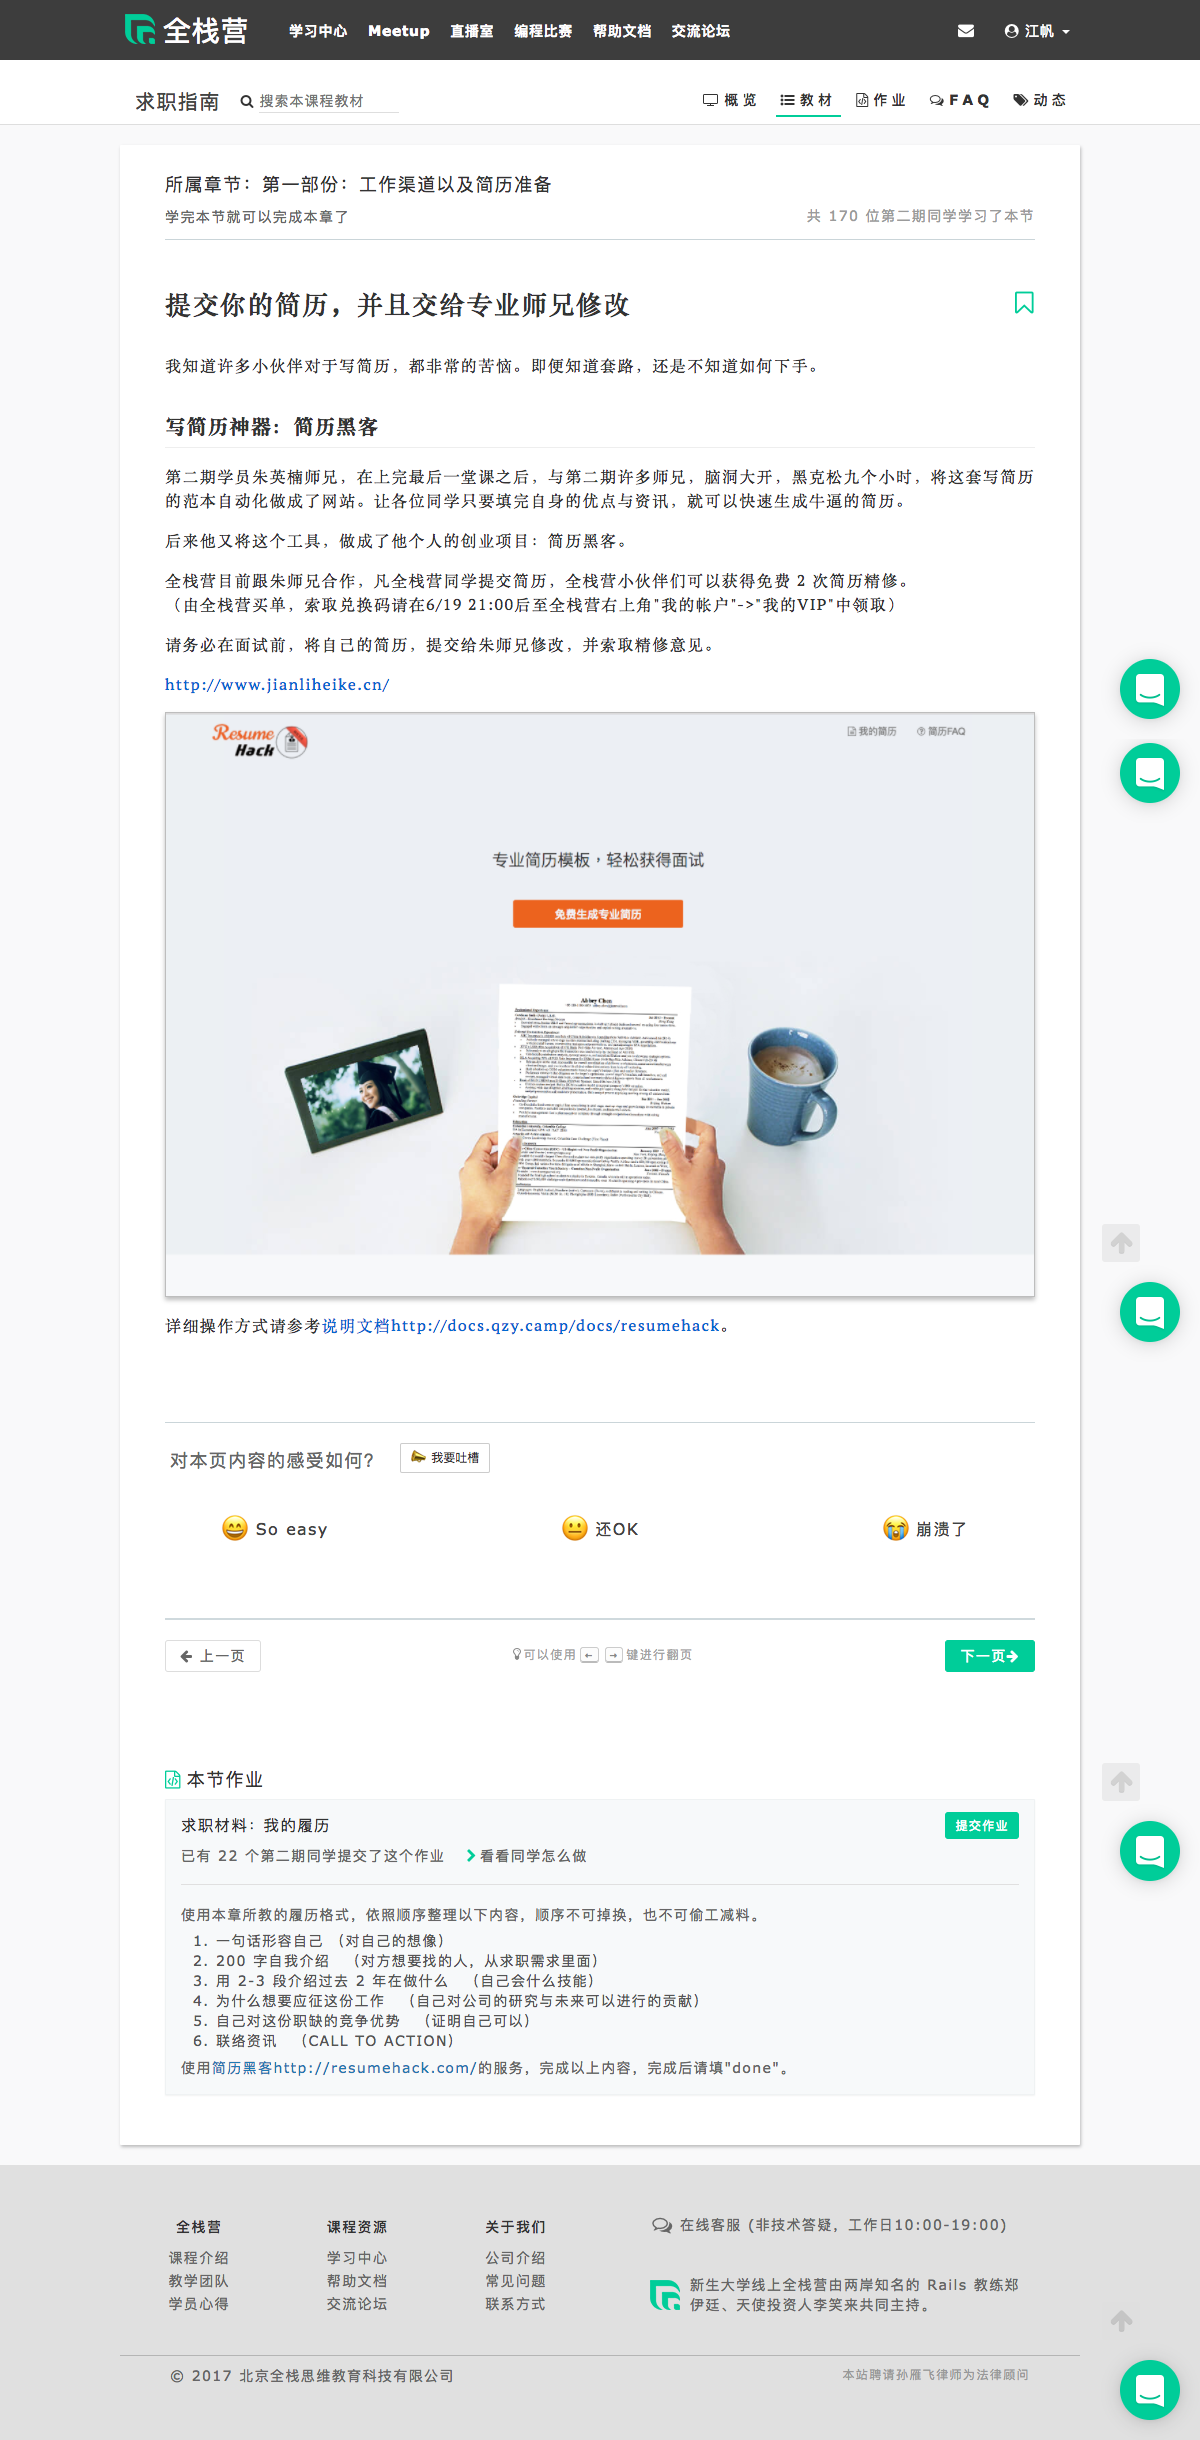 全栈营
学习中心 Meetup 直播室 编程比赛 帮助文档 交流论坛
江帆
求职指南
搜索本课程教材
概览 教材 作业 FAQ 动态
所属章节：第一部份：工作渠道以及简历准备
学完本节就可以完成本章了
共 170 位第二期同学学习了本节
提交你的简历，并且交给专业师兄修改
我知道许多小伙伴对于写简历，都非常的苦恼。即便知道套路，还是不知道如何下手。
写简历神器：简历黑客
第二期学员朱英楠师兄，在上完最后一堂课之后，与第二期许多师兄，脑洞大开，黑克松九个小时，将这套写简历
的范本自动化做成了网站。让各位同学只要填完自身的优点与资讯，就可以快速生成牛逼的简历。
后来他又将这个工具，做成了他个人的创业项目：简历黑客。
全栈营目前跟朱师兄合作，凡全栈营同学提交简历，全栈营小伙伴们可以获得免费 2 次简历精修。
（由全栈营买单，索取兑换码请在6/19 21:00后至全栈营右上角"我的帐户"->"我的VIP"中领取）
请务必在面试前，将自己的简历，提交给朱师兄修改，并索取精修意见。
http://www.jianliheike.cn/
Resume
Hack
我的简历 简历FAQ
专业简历模板，轻松获得面试
免费生成专业简历
Abbey Chen
详细操作方式请参考说明文档http://docs.qzy.camp/docs/resumehack。
对本页内容的感受如何?
我要吐槽
So easy
还OK
崩溃了
上一页
可以使用 ← → 键进行翻页
下一页
本节作业
求职材料：我的履历
提交作业
已有 22 个第二期同学提交了这个作业
看看同学怎么做
使用本章所教的履历格式，依照顺序整理以下内容，顺序不可掉换，也不可偷工减料。
1. 一句话形容自己 （对自己的想像）
2. 200 字自我介绍 （对方想要找的人，从求职需求里面）
3. 用 2-3 段介绍过去 2 年在做什么 （自己会什么技能）
4. 为什么想要应征这份工作 （自己对公司的研究与未来可以进行的贡献）
5. 自己对这份职缺的竞争优势 （证明自己可以）
6. 联络资讯 （CALL TO ACTION）
使用简历黑客http://resumehack.com/的服务，完成以上内容，完成后请填"done"。
全栈营
课程介绍
教学团队
学员心得
课程资源
学习中心
帮助文档
交流论坛
关于我们
公司介绍
常见问题
联系方式
在线客服 (非技术答疑，工作日10:00-19:00)
新生大学线上全栈营由两岸知名的 Rails 教练郑
伊廷、天使投资人李笑来共同主持。
© 2017 北京全栈思维教育科技有限公司
本站聘请孙雁飞律师为法律顾问